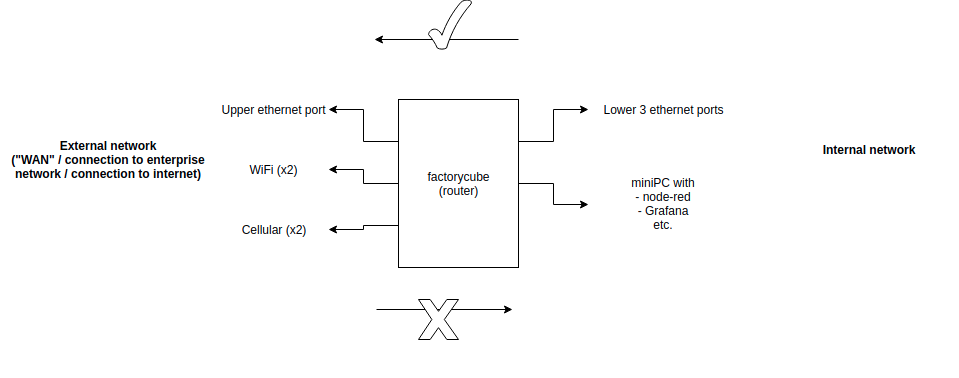 Upper ethernet port
Lower 3 ethernet ports
External network
("WAN" / connection to enterprise
network / connection to internet)
WiFi (x2)
Cellular (x2)
factorycube
(router)
miniPC with
- node-red
- Grafana
etc.
Internal network